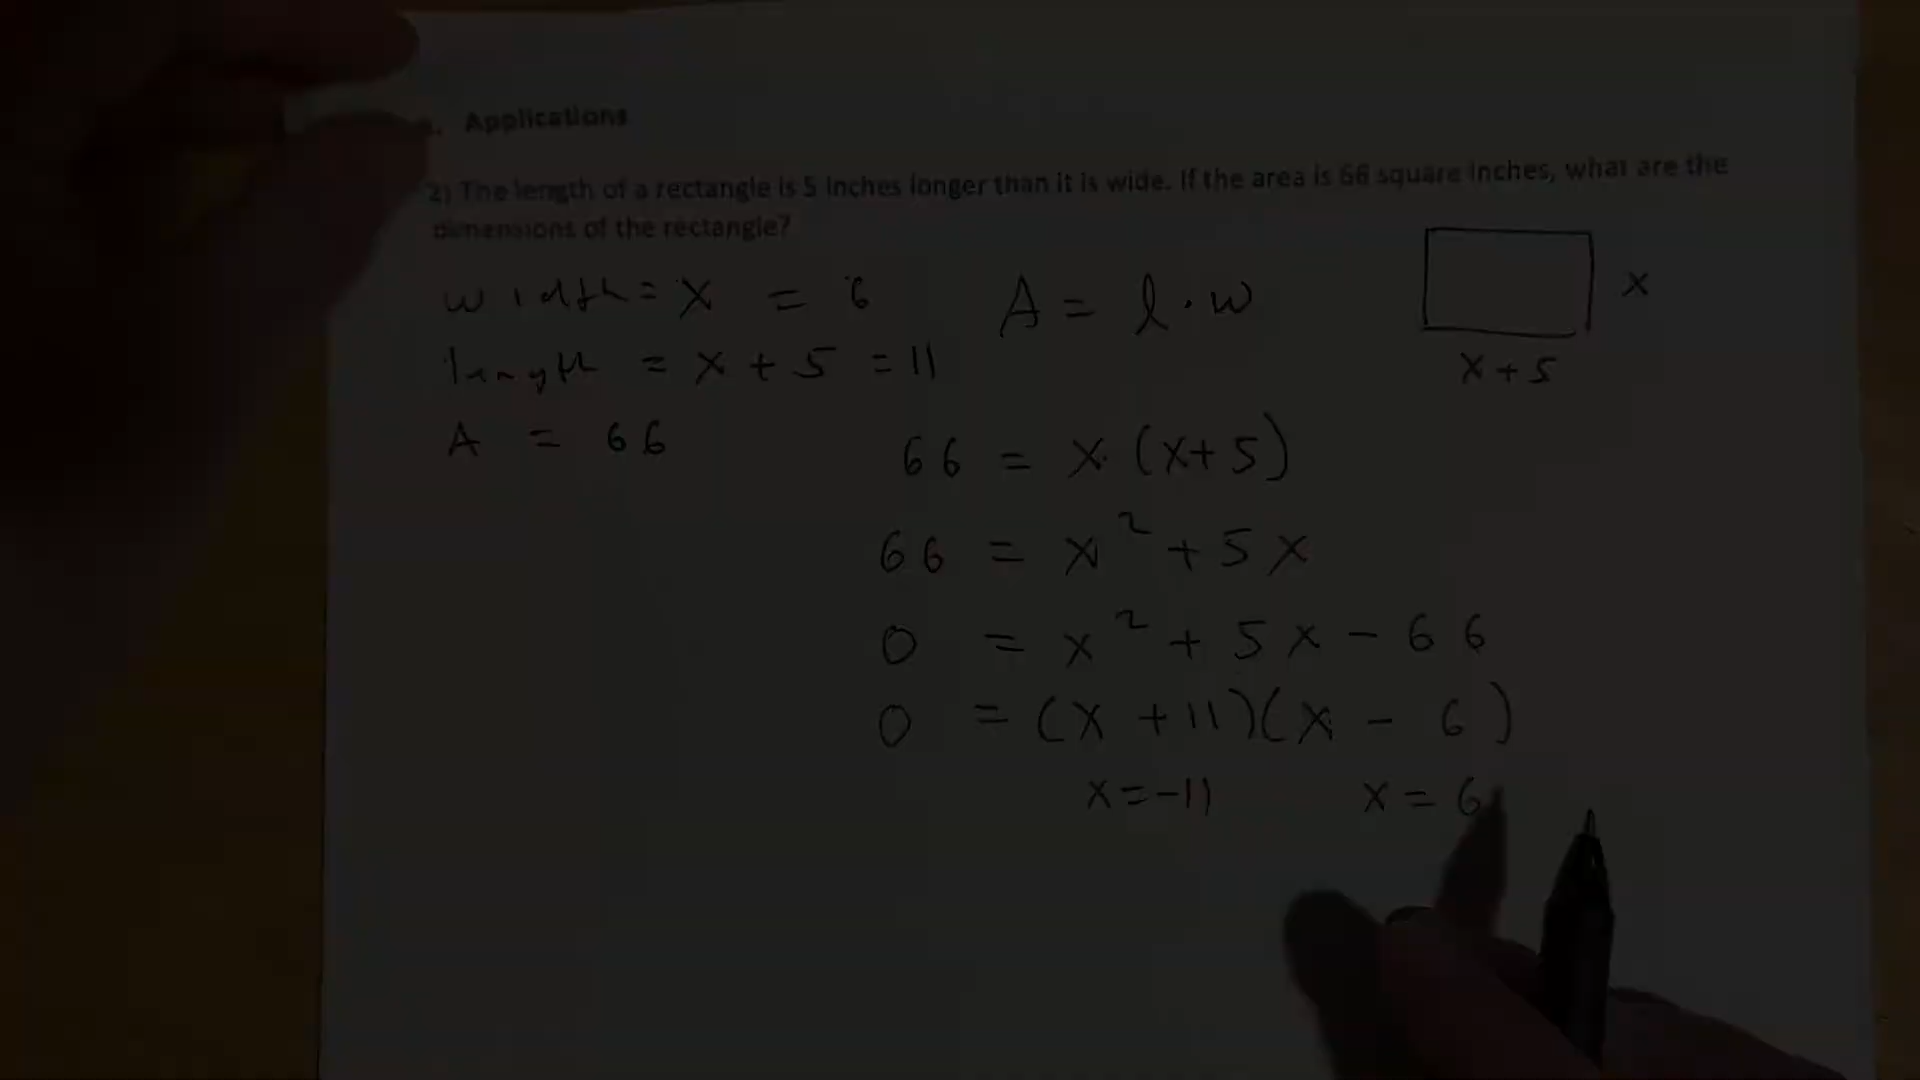 . Applications
2) The length of a rectangle is 5 inches longer than it is wide. If the area is 66 square inches, what are the
dimensions of the rectangle?
width = x = 6
length = x + 5 = 11
A = 66
A = l · w
x
x + 5
66 = x (x + 5)
66 = x² + 5x
0 = x² + 5x - 66
0 = (x + 11)(x - 6)
x = -11 x = 6